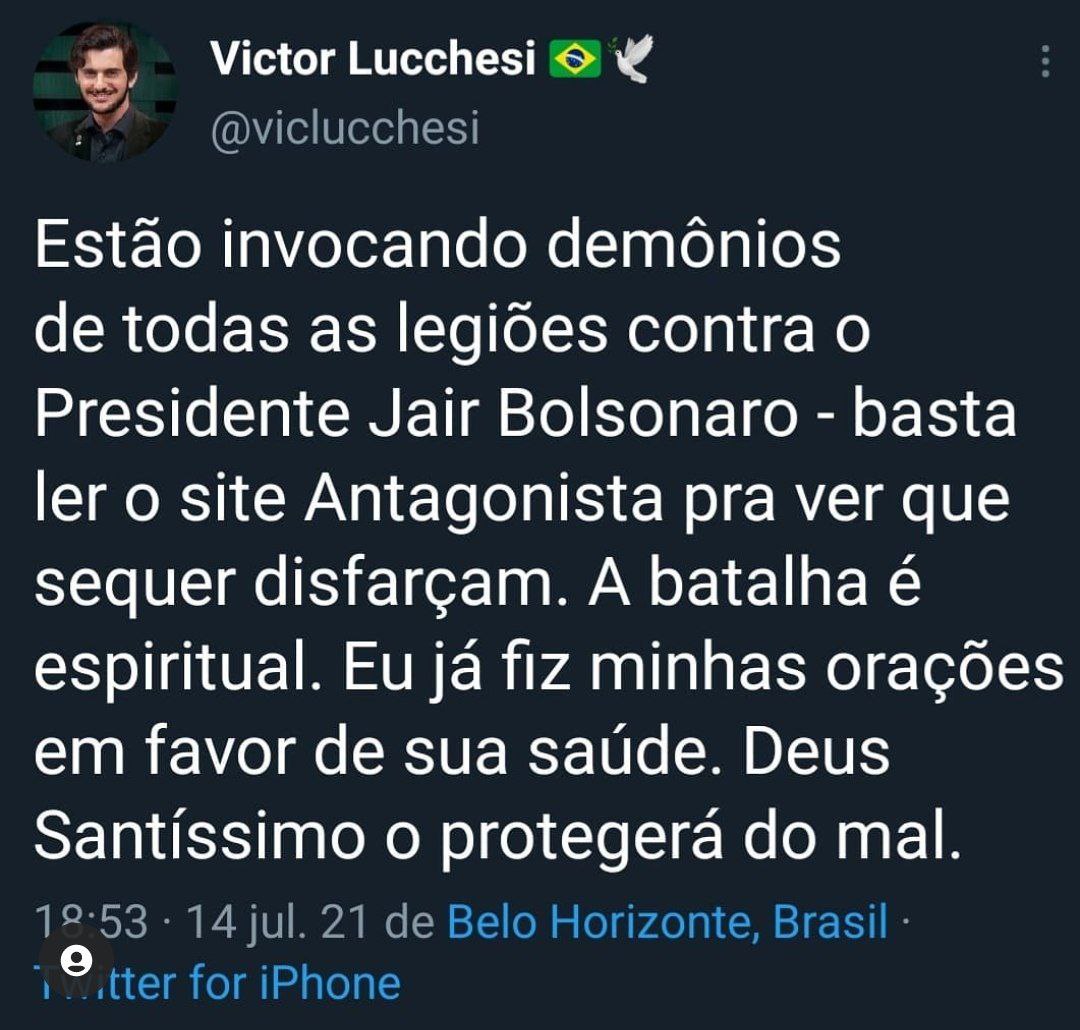 Victor Lucchesi 🇧🇷🕊️
@viclucchesi
Estão invocando demônios
de todas as legiões contra o
Presidente Jair Bolsonaro - basta
ler o site Antagonista pra ver que
sequer disfarçam. A batalha é
espiritual. Eu já fiz minhas orações
em favor de sua saúde. Deus
Santíssimo o protegerá do mal.
18:53 · 14 jul. 21 de Belo Horizonte, Brasil ·
Twitter for iPhone